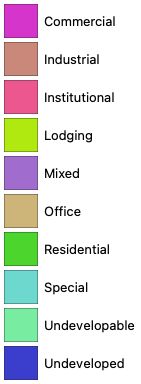 Commercial
Industrial
Institutional
Lodging
Mixed
Office
Residential
Special
Undevelopable
Undeveloped